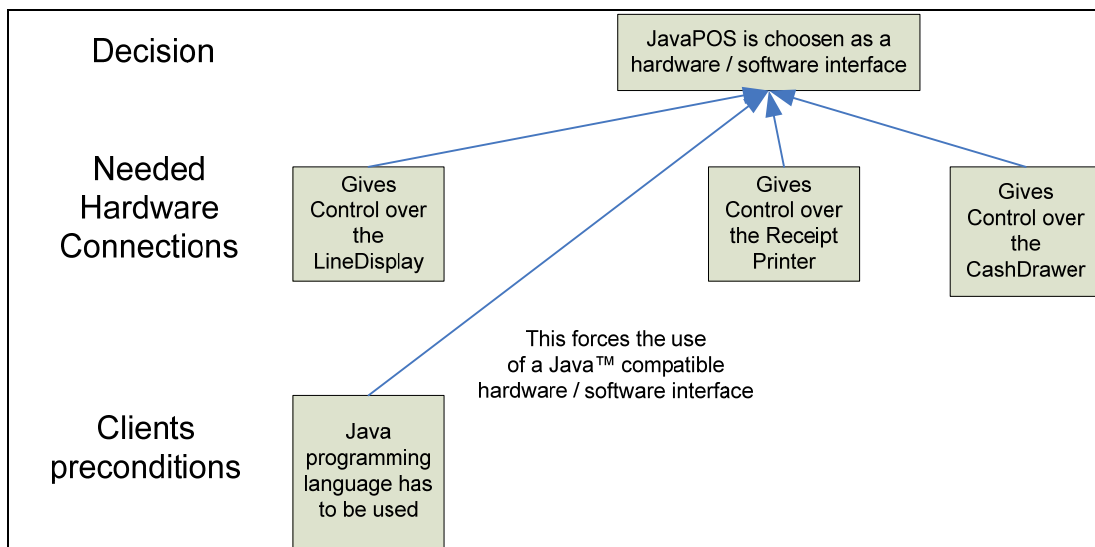 Decision
JavaPOS is choosen as a
hardware / software interface
Needed
Hardware
Connections
Gives
Control over
the
LineDisplay
Gives
Control over
the Receipt
Printer
Gives
Control over
the
CashDrawer
This forces the use
of a Java™ compatible
hardware / software interface
Clients
preconditions
Java
programming
language has
to be used